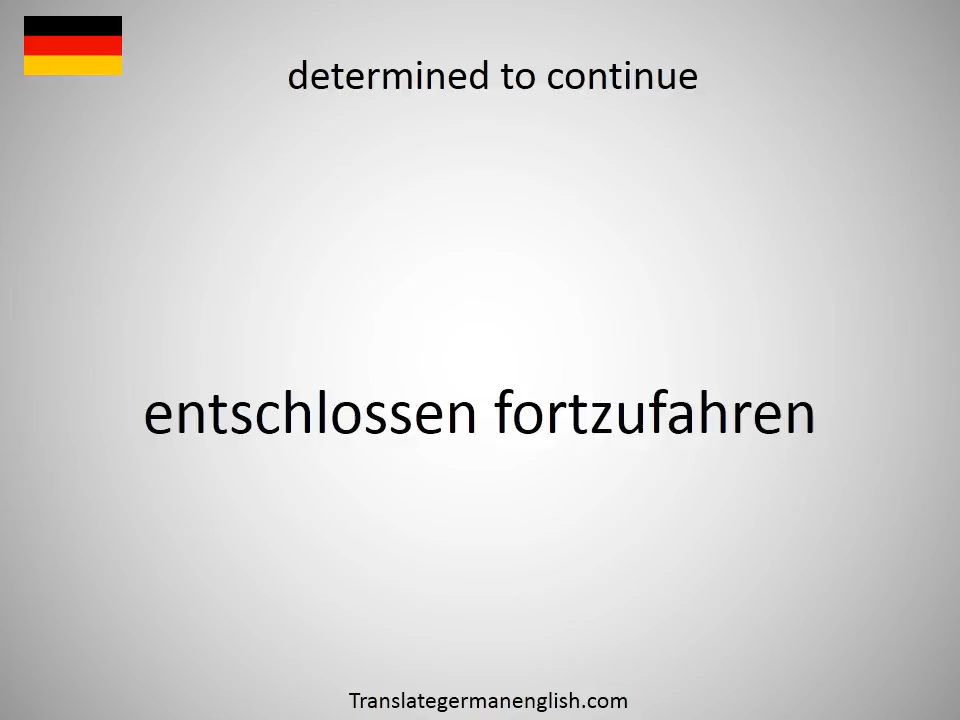 determined to continue
entschlossen fortzufahren
Translategermanenglish.com